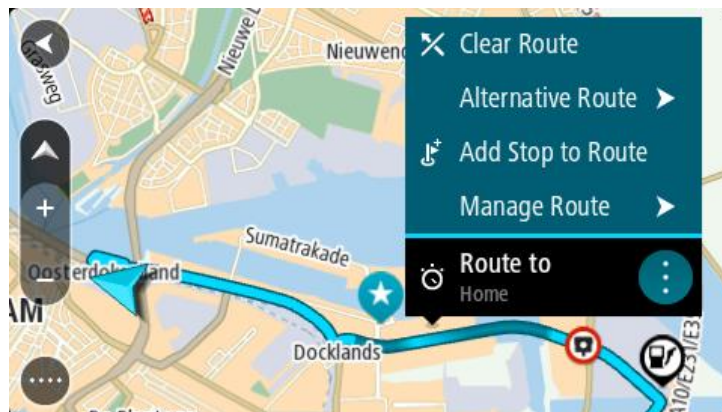 Grasweg
Nieuwe L
Nieuwend
Clear Route
Alternative Route
Add Stop to Route
Manage Route
Route to
Home
Sumatrakade
AM
Docklands